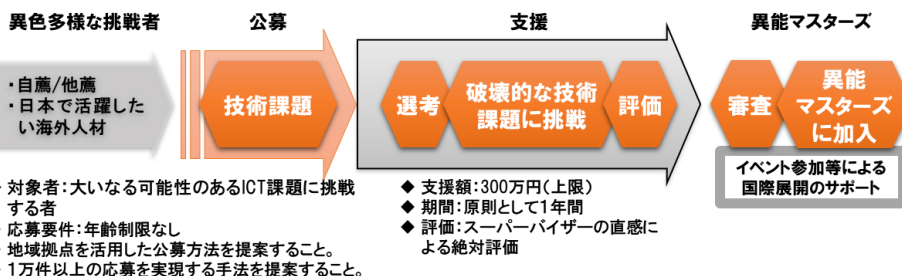 異色多様な挑戦者
公募
支援
異能マスターズ
・自薦/他薦
・日本で活躍した
い海外人材
技術課題
選考
破壊的な技術
課題に挑戦
評価
審査
異能
マスターズ
に加入
イベント参加等による
国際展開のサポート
対象者：大いなる可能性のあるICT課題に挑戦
する者
応募要件：年齢制限なし
地域拠点を活用した公募方法を提案すること。
1万件以上の応募を実現する手法を提案すること。
◆ 支援額：300万円（上限）
◆ 期間：原則として1年間
◆ 評価：スーパーバイザーの直感に
よる絶対評価